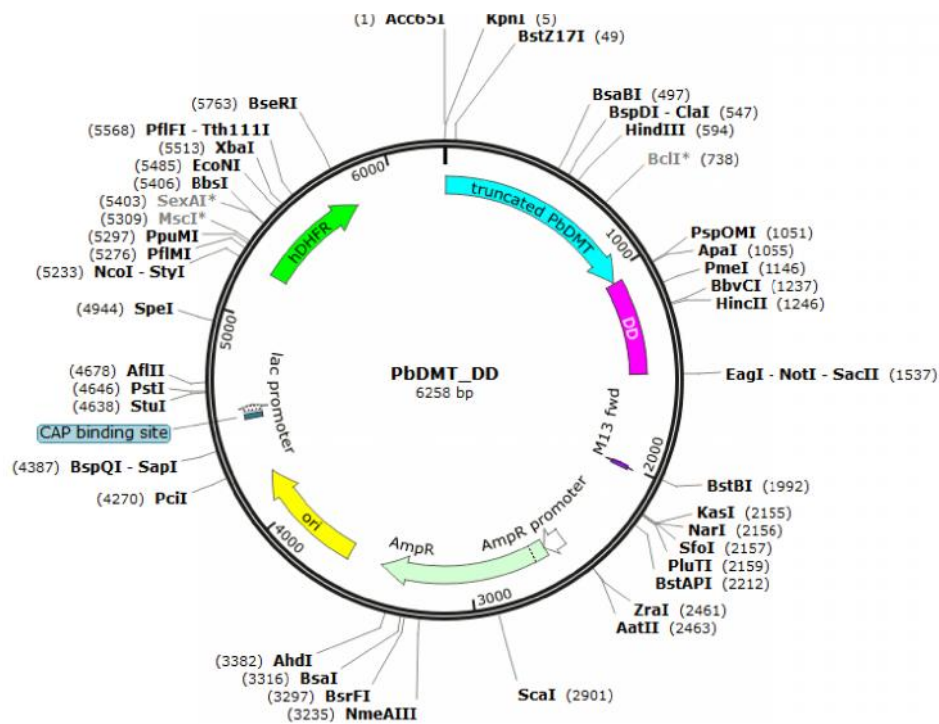 (1) Acc65I
KpnI (5)
BstZ17I (49)
BsaBI (497)
BspDI - ClaI (547)
HindIII (594)
BclI* (738)
PspOMI (1051)
ApaI (1055)
PmeI (1146)
BbvCI (1237)
HincII (1246)
EagI - NotI - SacII (1537)
BstBI (1992)
KasI (2155)
NarI (2156)
SfoI (2157)
PluTI (2159)
BstAPI (2212)
ZraI (2461)
AatII (2463)
ScaI (2901)
(3235) NmeAIII
(3297) BsrFI
(3316) BsaI
(3382) AhdI
(4270) PciI
(4387) BspQI - SapI
CAP binding site
(4638) StuI
(4646) PstI
(4678) AflII
(4944) SpeI
(5233) NcoI - StyI
(5276) PflMI
(5297) PpuMI
(5309) MscI*
(5403) SexAI*
(5406) BbsI
(5485) EcoNI
(5513) XbaI
(5568) PflFI - Tth111I
(5763) BseRI
1000
2000
3000
4000
5000
6000
truncated PbDMT
DD
M13 fwd
AmpR promoter
AmpR
ori
lac promoter
hDHFR
PbDMT_DD
6258 bp